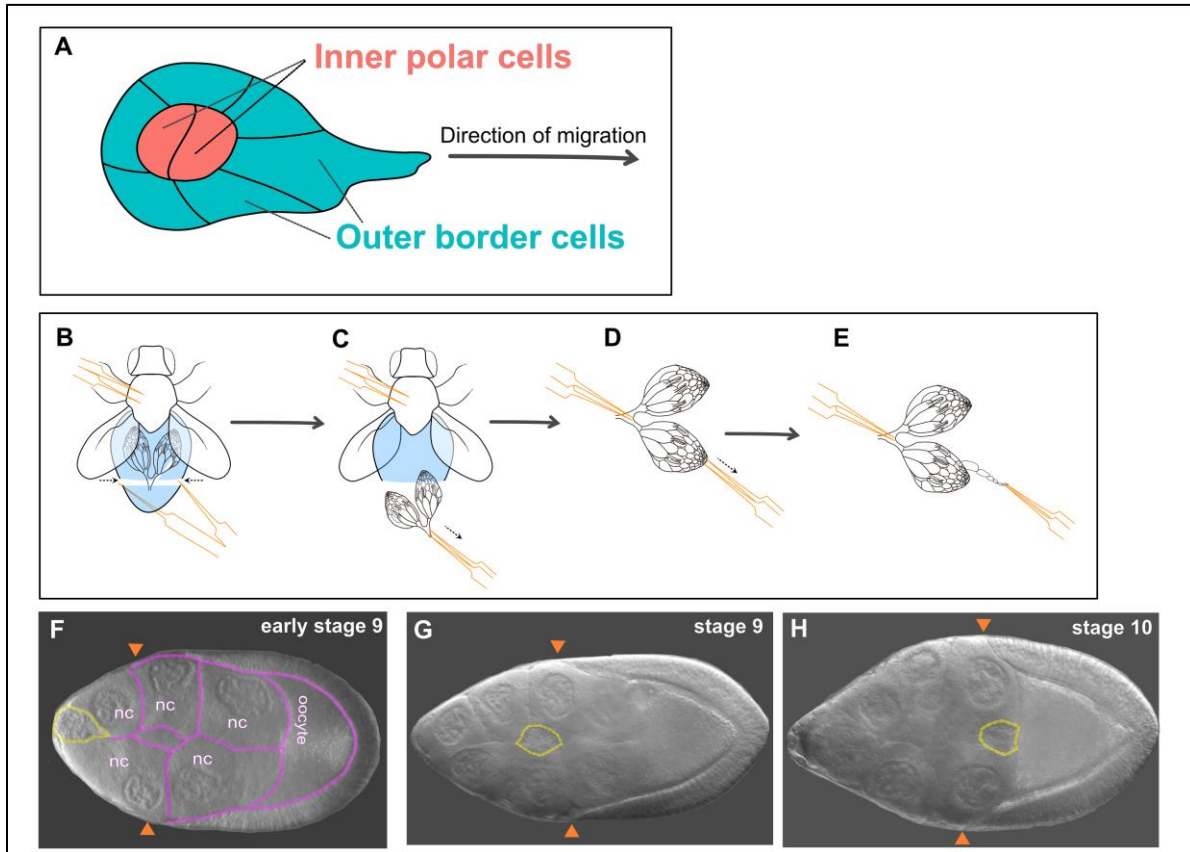 A
Inner polar cells
Direction of migration
Outer border cells
B
C
D
E
F
early stage 9
nc
nc
nc
nc
nc
oocyte
G
stage 9
H
stage 10